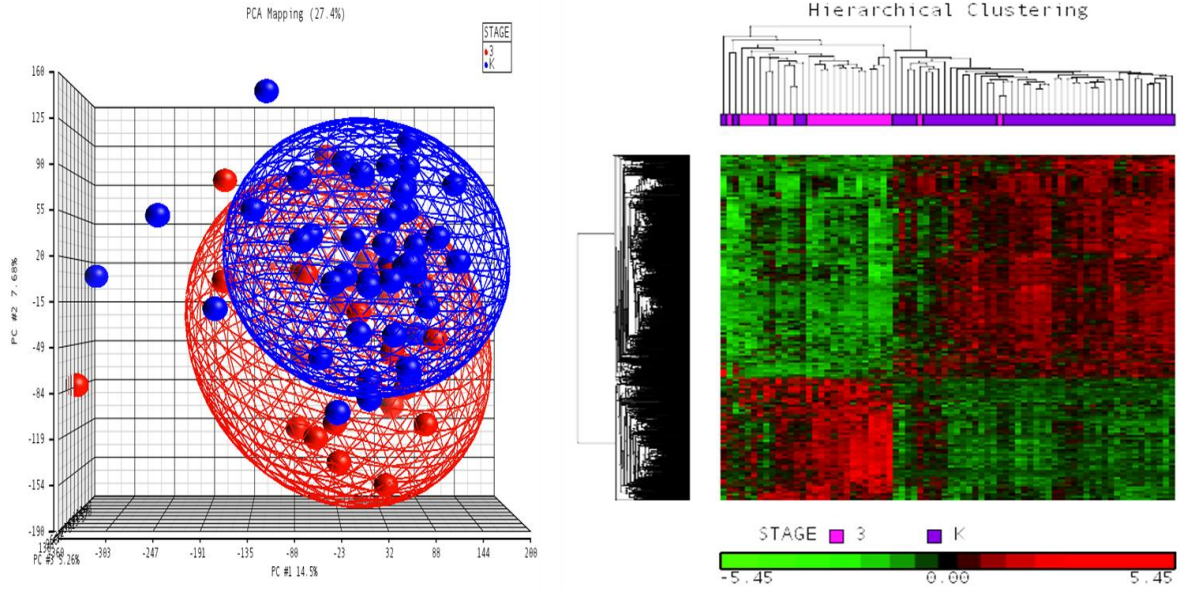 PCA Mapping (27.4%)
STAGE
3
K
160
125
90
55
20
-15
-49
-84
-119
-154
-190
PC #2 7.68%
-303
-247
-191
-135
-23
32
88
144
200
PC #3 5.26%
PC #1 14.5%
Hierarchical Clustering
STAGE 3 K
-5.45 0.00 5.45